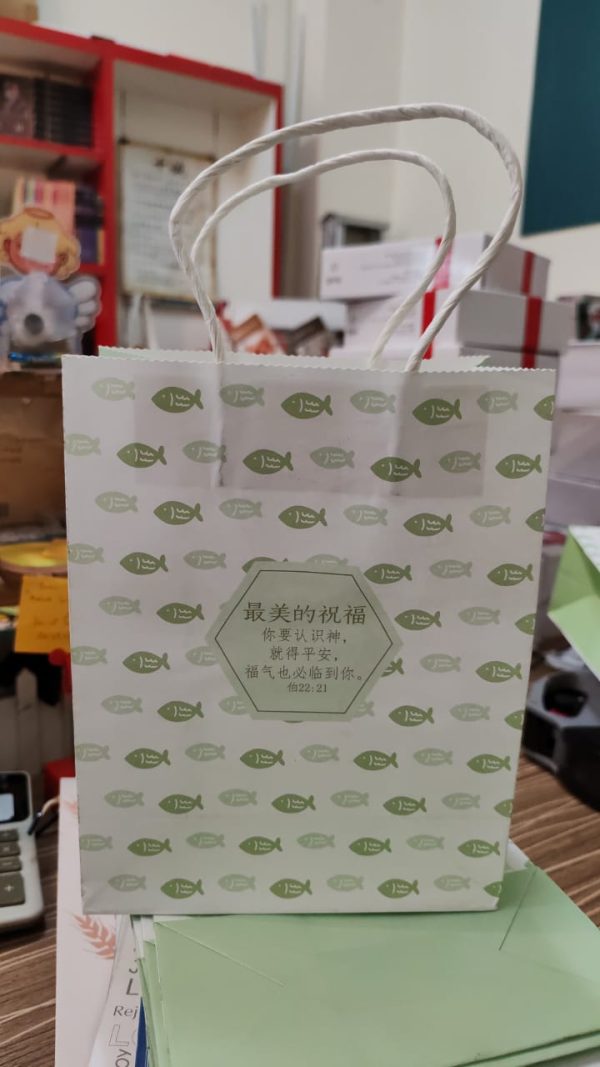 最美的祝福
你要认识神，
就得平安，
福气也必临到你。
伯22:21
Rej